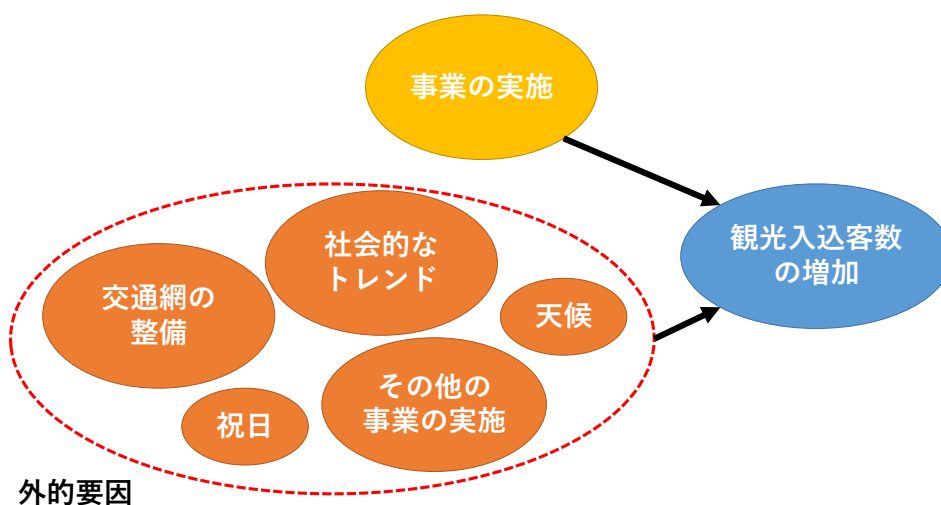 事業の実施
観光入込客数
の増加
社会的な
トレンド
交通網の
整備
天候
その他の
事業の実施
祝日
外的要因